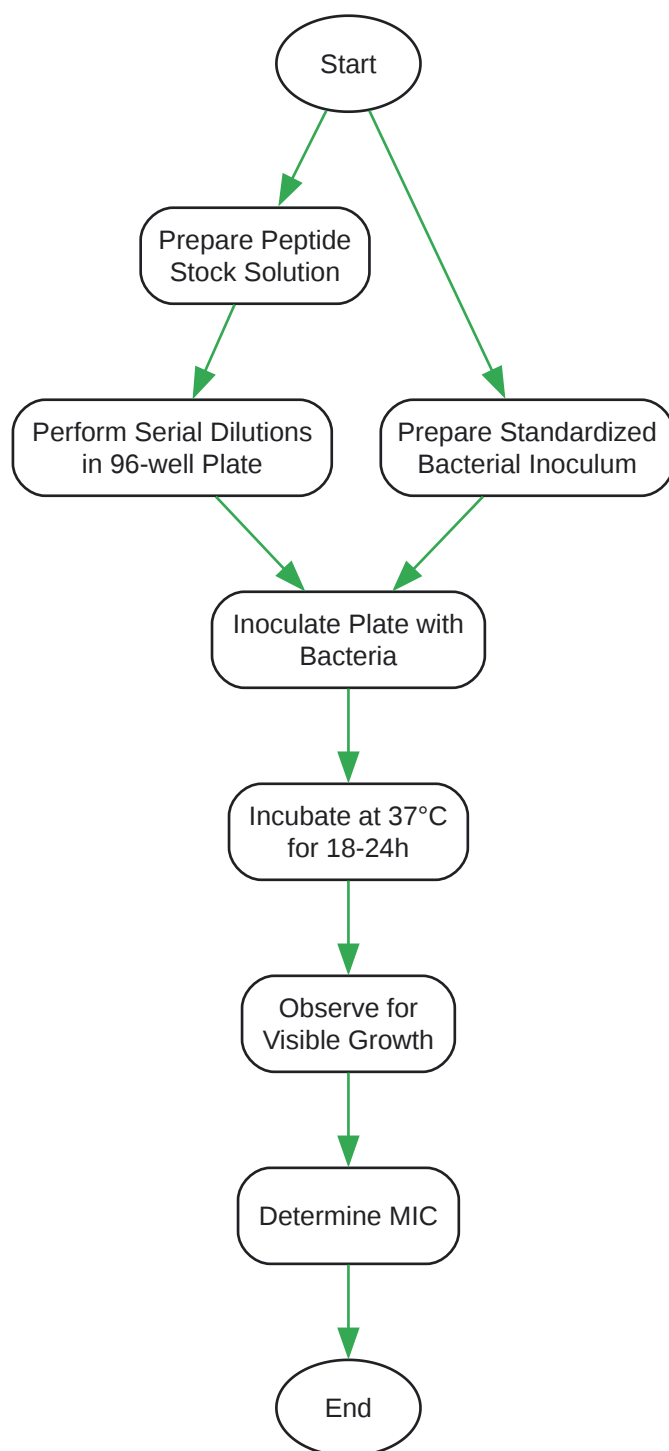 Start
Prepare Peptide
Stock Solution
Perform Serial Dilutions
in 96-well Plate
Prepare Standardized
Bacterial Inoculum
Inoculate Plate with
Bacteria
Incubate at 37°C
for 18-24h
Observe for
Visible Growth
Determine MIC
End